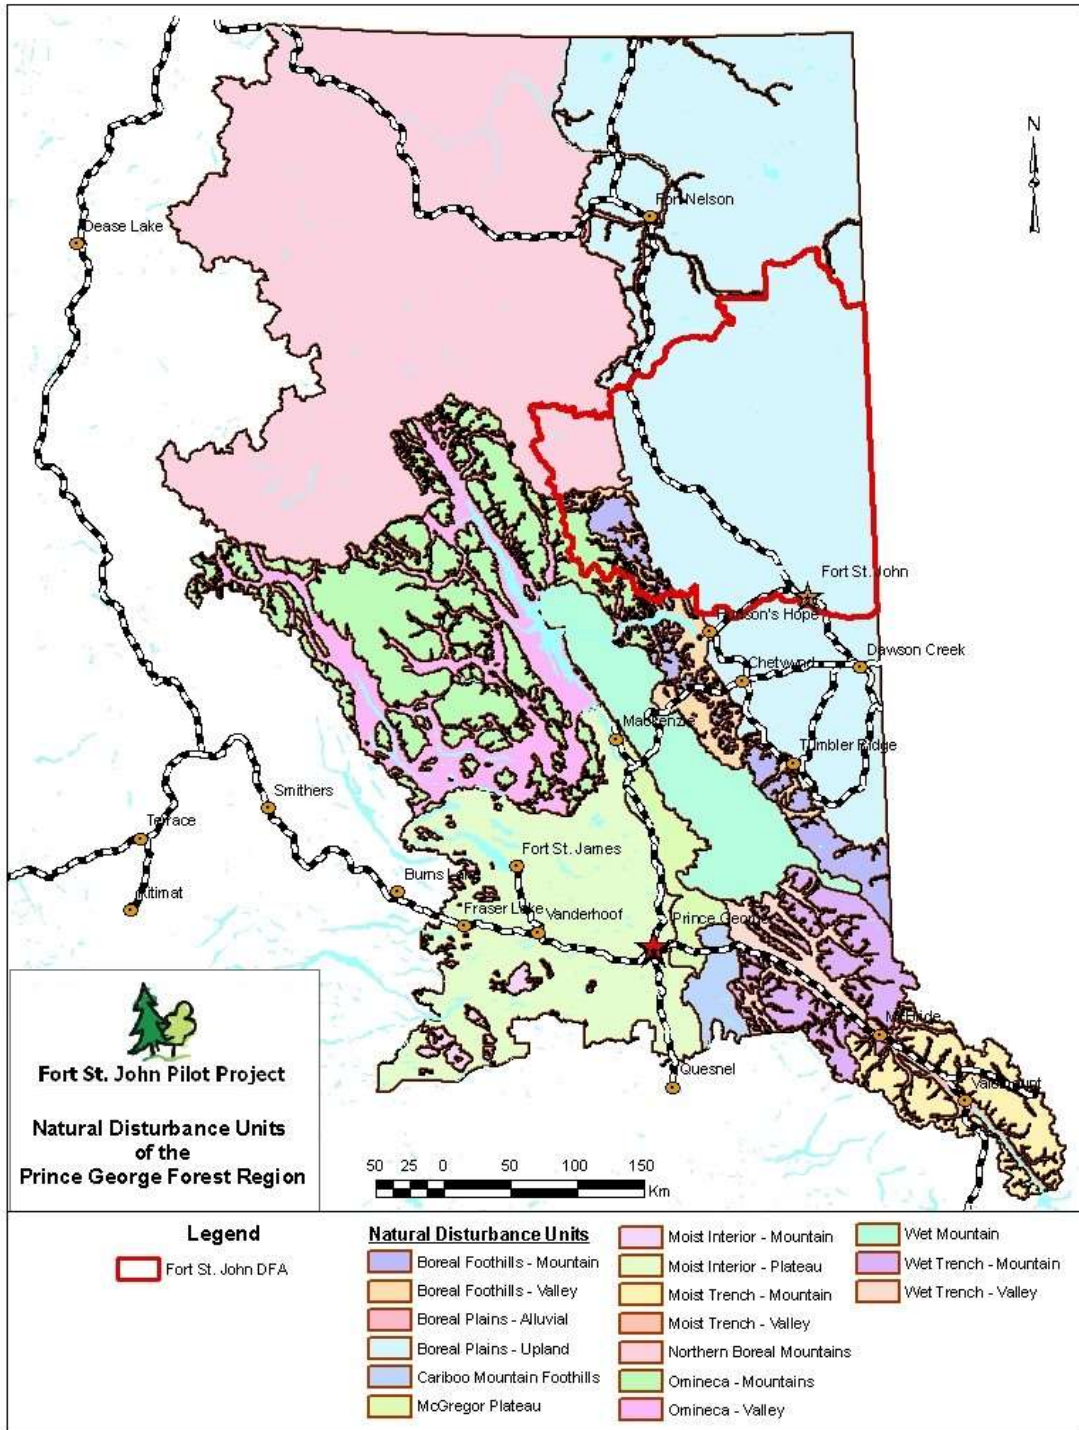 N
Fort Nelson
Dease Lake
Fort St. John
Hudson's Hope
Dawson Creek
Chetwynd
Mackenzie
Tumbler Ridge
Smithers
Terrace
Fort St. James
Kitimat
Burns Lake
Fraser Lake
Vanderhoof
Prince George
McBride
Quesnel
Valemount
Fort St. John Pilot Project
Natural Disturbance Units
of the
Prince George Forest Region
50 25 0 50 100 150
Km
Legend
Fort St. John DFA
Natural Disturbance Units
Boreal Foothills - Mountain
Boreal Foothills - Valley
Boreal Plains - Alluvial
Boreal Plains - Upland
Cariboo Mountain Foothills
McGregor Plateau
Moist Interior - Mountain
Moist Interior - Plateau
Moist Trench - Mountain
Moist Trench - Valley
Northern Boreal Mountains
Omineca - Mountains
Omineca - Valley
Wet Mountain
Wet Trench - Mountain
Wet Trench - Valley